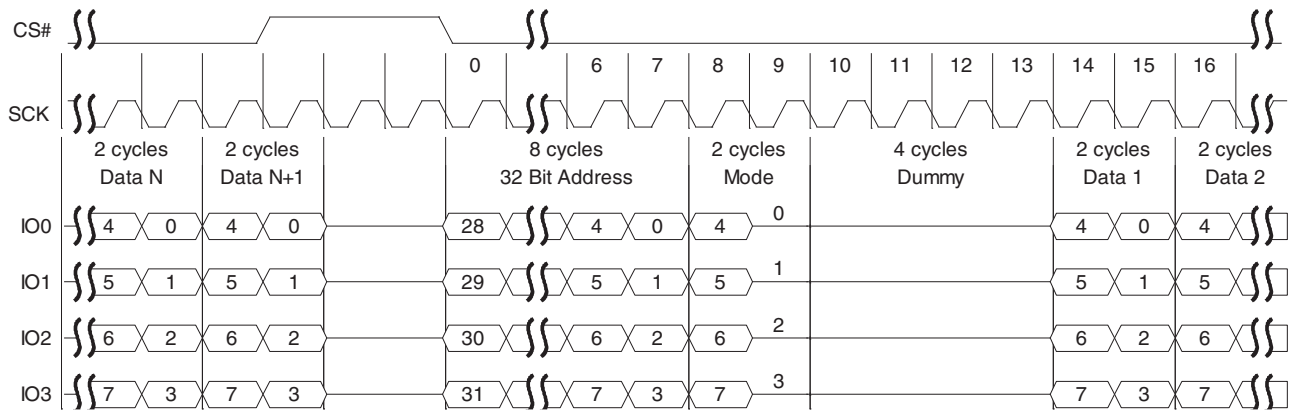 CS#
0 6 7 8 9 10 11 12 13 14 15 16
SCK
2 cycles 2 cycles 8 cycles 2 cycles 4 cycles 2 cycles 2 cycles
Data N Data N+1 32 Bit Address Mode Dummy Data 1 Data 2
IO0 4 0 4 0 28 4 0 4 0 4 0 4
IO1 5 1 5 1 29 5 1 5 1 5 1 5
IO2 6 2 6 2 30 6 2 6 2 6 2 6
IO3 7 3 7 3 31 7 3 7 3 7 3 7